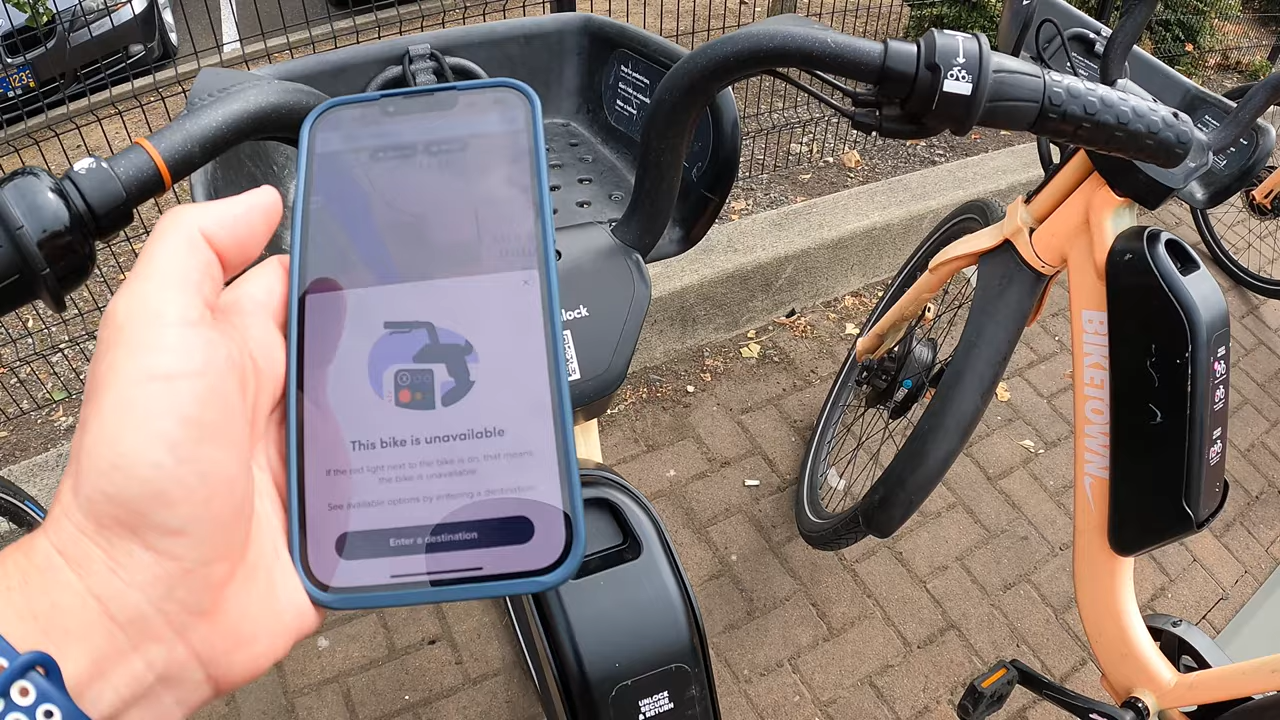 Unlock
This bike is unavailable
If the red light next to the bike is on, that means
the bike is unavailable
See available options by entering a destination
Enter a destination
BIKETOWN
UNLOCK
SECURE
& RETURN